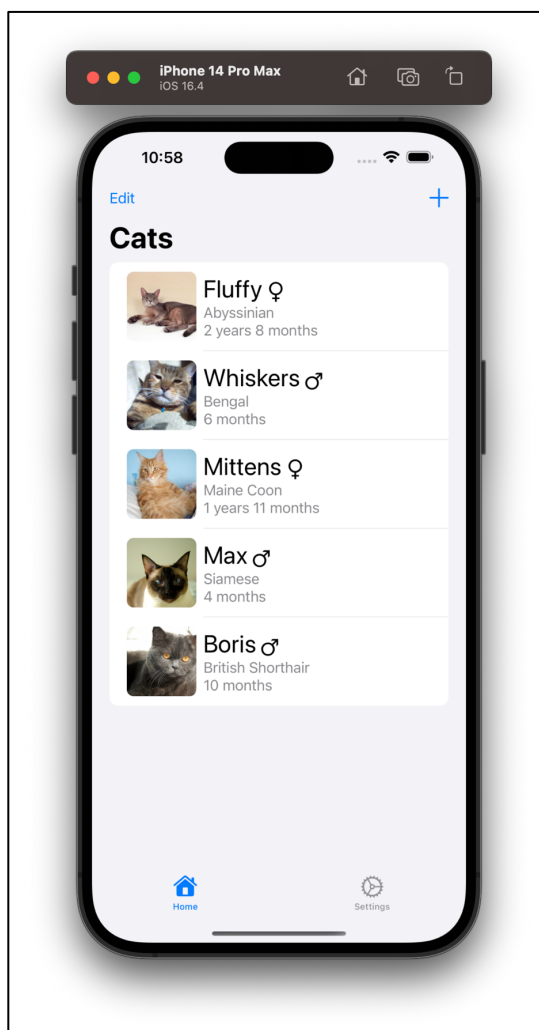 iPhone 14 Pro Max
iOS 16.4
10:58
Edit
Cats
Fluffy ♀
Abyssinian
2 years 8 months
Whiskers ♂
Bengal
6 months
Mittens ♀
Maine Coon
1 years 11 months
Max ♂
Siamese
4 months
Boris ♂
British Shorthair
10 months
Home
Settings